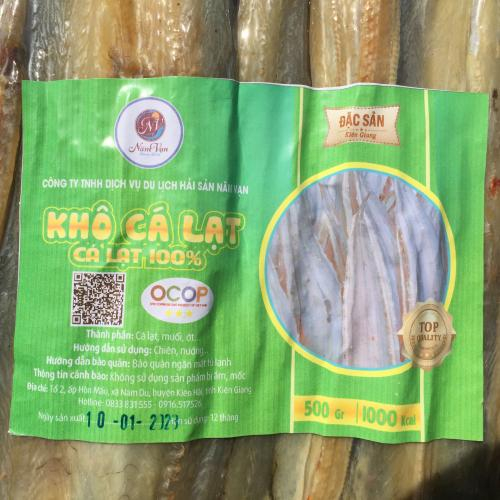 NM
Năm Vạn
ĐẶC SẢN
Kiên Giang
CÔNG TY TNHH DỊCH VỤ DU LỊCH HẢI SẢN NĂM VẠN
KHÔ CÁ LẠT
CÁ LẠT 100%
OCOP
Thành phần: Cá lạt, muối, ớt...
Hướng dẫn sử dụng: Chiên, nướng...
Hướng dẫn bảo quản: Bảo quản ngăn mát tủ lạnh
Thông tin cảnh báo: Không sử dụng sản phẩm bị ẩm, mốc
Địa chỉ: Tổ 2, ấp Hòn Mấu, xã Nam Du, huyện Kiên Hải, tỉnh Kiên Giang
Hotline: 0833 831555 - 0916.517526
Ngày sản xuất 10 -01- sử dụng: 12 tháng
TOP
QUALITY
500 Gr
1000 Kcal